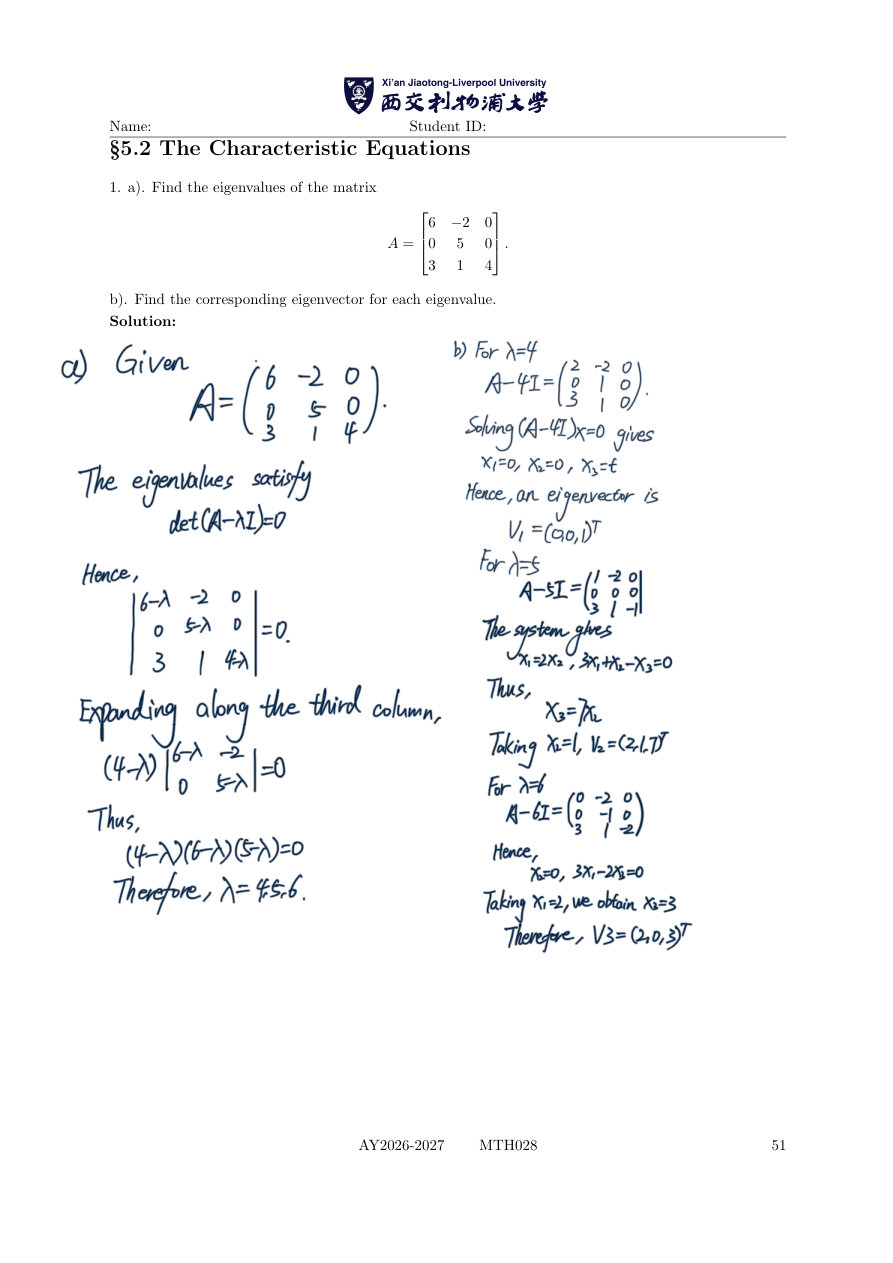 Xi'an Jiaotong-Liverpool University
西交利物浦大学
Name: Student ID:
§5.2 The Characteristic Equations
1. a). Find the eigenvalues of the matrix
A = [6 −2 0
0 5 0
3 1 4].
b). Find the corresponding eigenvector for each eigenvalue.
Solution:
a) Given
A=(6 -2 0
0 5 0
3 1 4).
The eigenvalues satisfy
det(A-λI)=0
Hence,
|6-λ -2 0|
|0 5-λ 0|=0.
|3 1 4-λ|
Expanding along the third column,
(4-λ)|6-λ -2
0 5-λ|=0
Thus,
(4-λ)(6-λ)(5-λ)=0
Therefore, λ=4,5,6.
b) For λ=4
A-4I=(2 -2 0
0 1 0
3 1 0).
Solving (A-4I)x=0 gives
x₁=0, x₂=0, x₃=t
Hence, an eigenvector is
V₁=(0,0,1)ᵀ
For λ=5
A-5I=(1 -2 0
0 0 0
3 1 -1|
The system gives
x₁=2x₂, 3x₁+x₂-x₃=0
Thus,
x₃=7x₂
Taking x₂=1, V₂=(2,1,7)ᵀ
For λ=6
A-6I=(0 -2 0
0 -1 0
3 1 -2)
Hence,
x₂=0, 3x₁-2x₃=0
Taking x₁=2, we obtain x₃=3
Therefore, V3=(2,0,3)ᵀ
AY2026-2027 MTH028 51